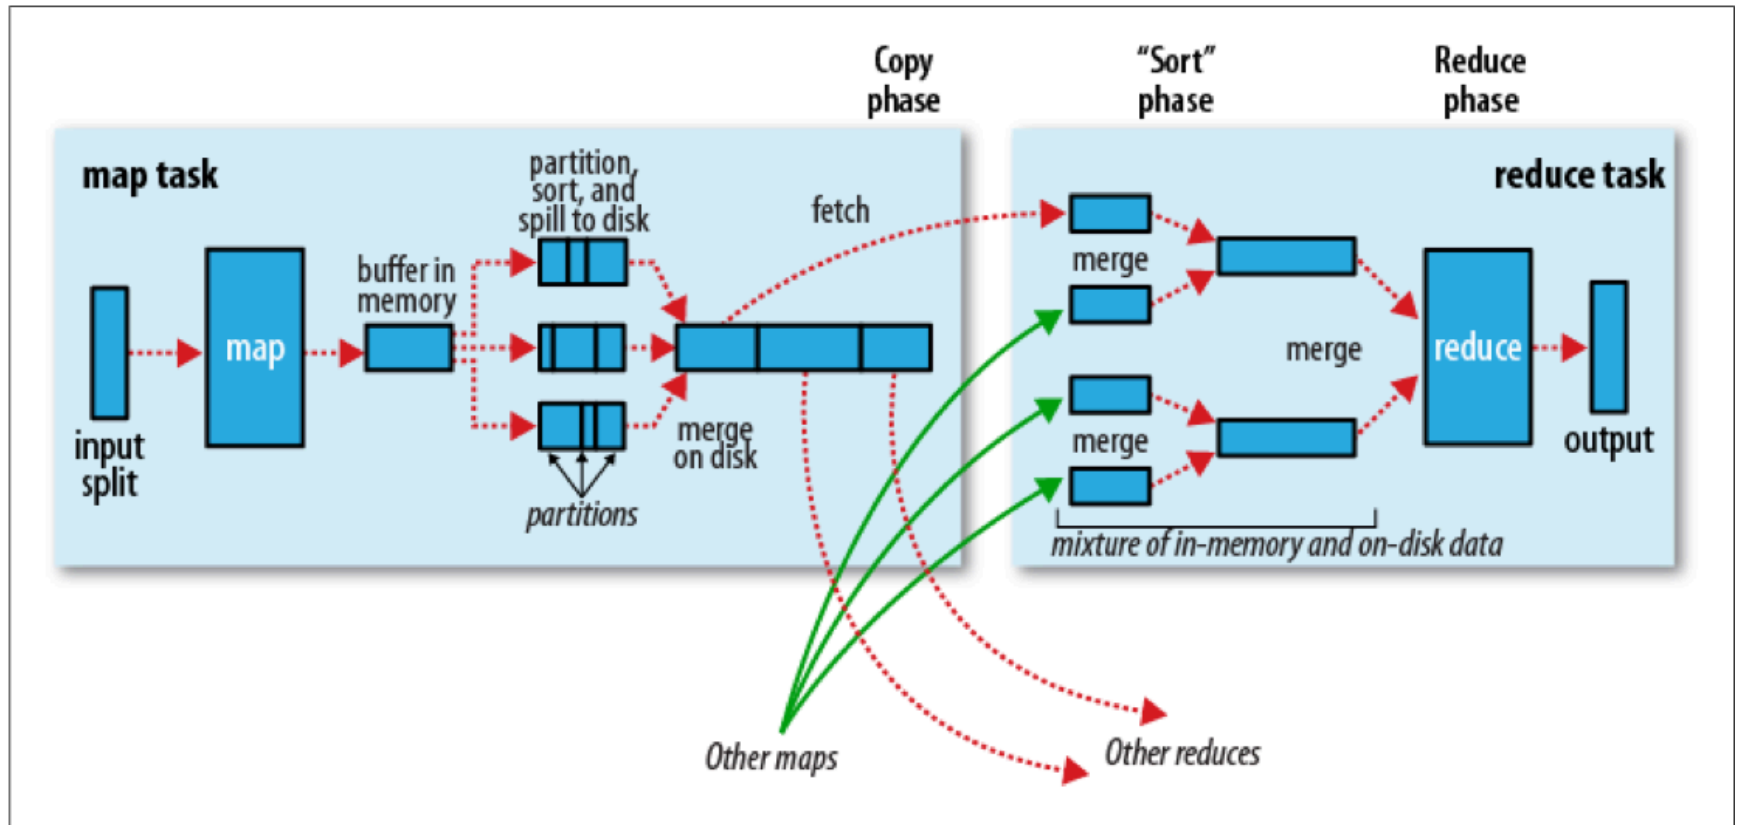 Copy
phase
“Sort”
phase
Reduce
phase
map task
partition,
sort, and
spill to disk
fetch
buffer in
memory
map
input
split
merge
on disk
partitions
reduce task
merge
merge
merge
reduce
output
mixture of in-memory and on-disk data
Other maps
Other reduces